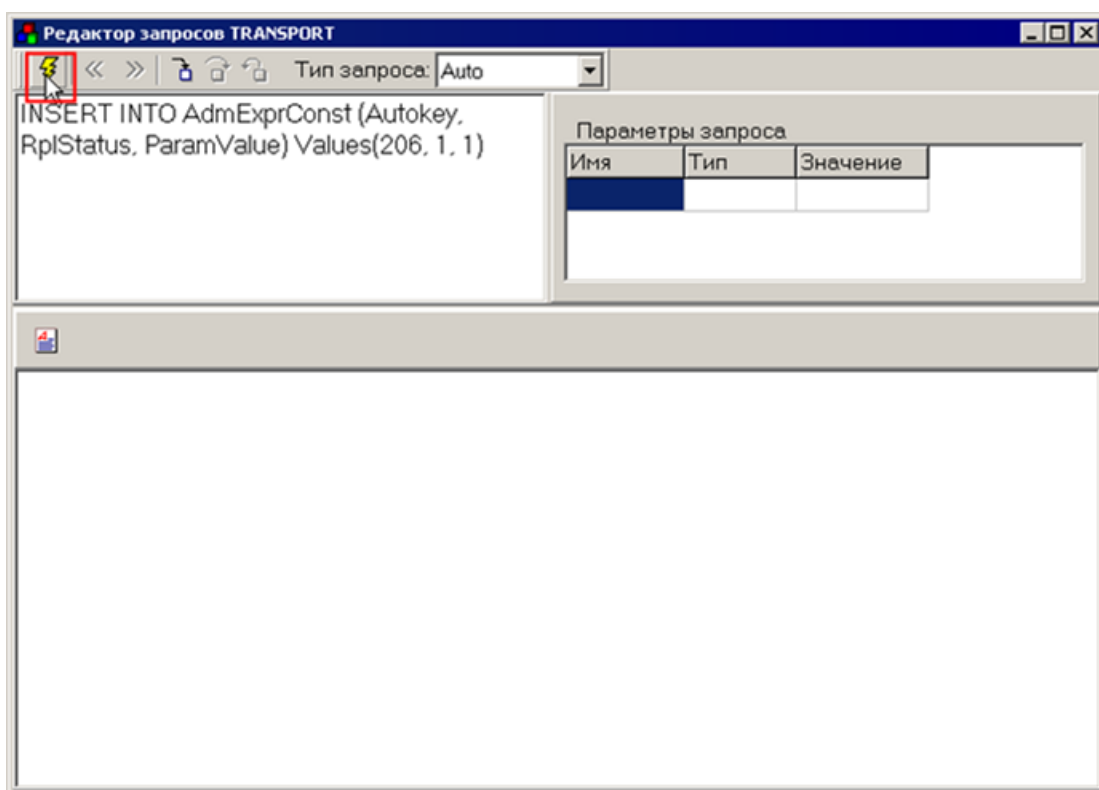 Редактор запросов TRANSPORT
Тип запроса: Auto
INSERT INTO AdmExprConst (Autokey,
RplStatus, ParamValue) Values(206, 1, 1)
Параметры запроса
Имя Тип Значение